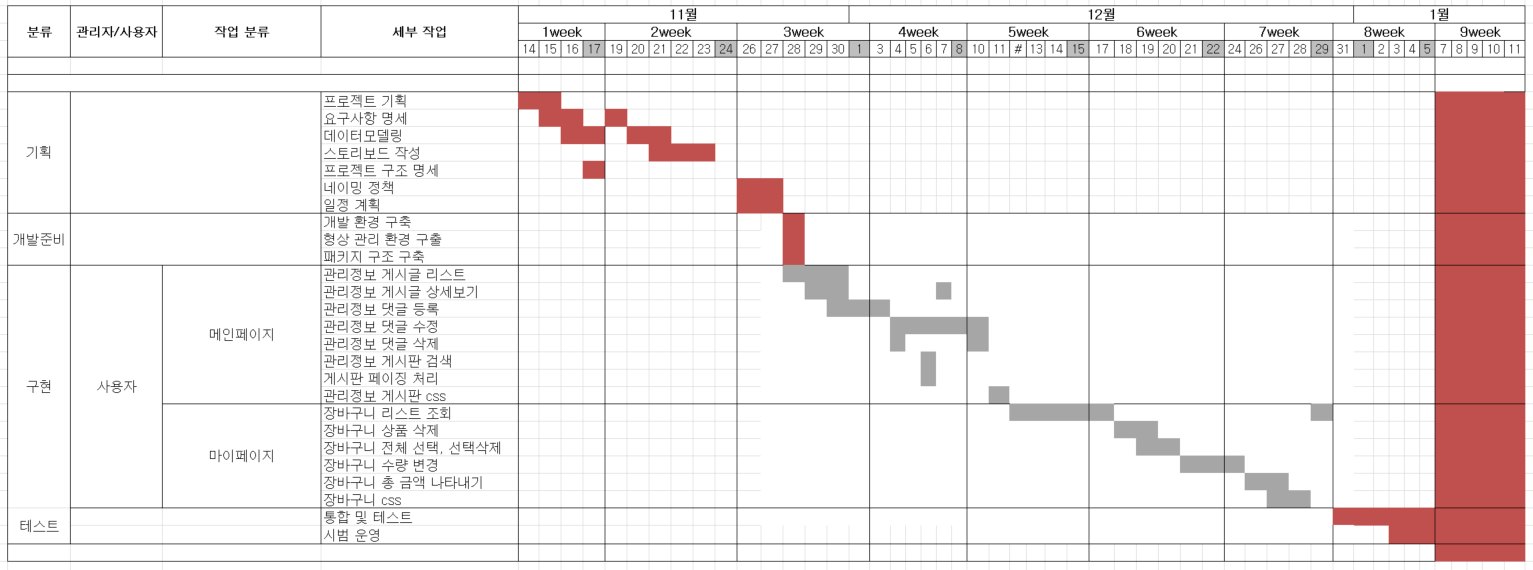 11월 12월 1월
분류 관리자/사용자 작업 분류 세부 작업 1week 2week 3week 4week 5week 6week 7week 8week 9week
14 15 16 17 19 20 21 22 23 24 26 27 28 29 30 1 3 4 5 6 7 8 10 11 # 13 14 15 17 18 19 20 21 22 24 26 27 28 29 31 1 2 3 4 5 7 8 9 10 11
프로젝트 기획
요구사항 명세
데이터모델링
기획 스토리보드 작성
프로젝트 구조 명세
네이밍 정책
일정 계획
개발 환경 구축
개발준비 형상 관리 환경 구출
패키지 구조 구축
관리정보 게시글 리스트
관리정보 게시글 상세보기
관리정보 댓글 등록
메인페이지 관리정보 댓글 수정
관리정보 댓글 삭제
관리정보 게시판 검색
구현 사용자 게시판 페이징 처리
관리정보 게시판 css
장바구니 리스트 조회
장바구니 상품 삭제
마이페이지 장바구니 전체 선택, 선택삭제
장바구니 수량 변경
장바구니 총 금액 나타내기
장바구니 css
테스트 통합 및 테스트
시범 운영